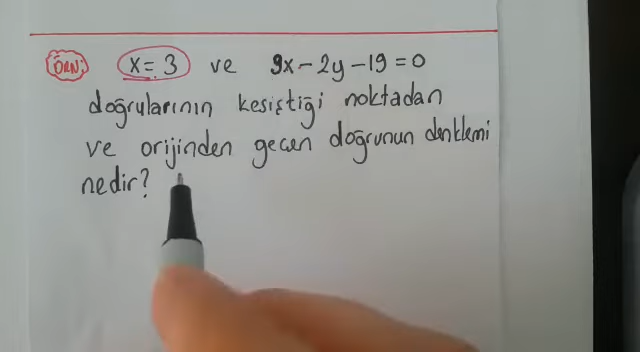 ÖRN: x = 3 ve 9x - 2y - 19 = 0
doğrularının kesiştiği noktadan
ve orijinden geçen doğrunun denklemi
nedir?